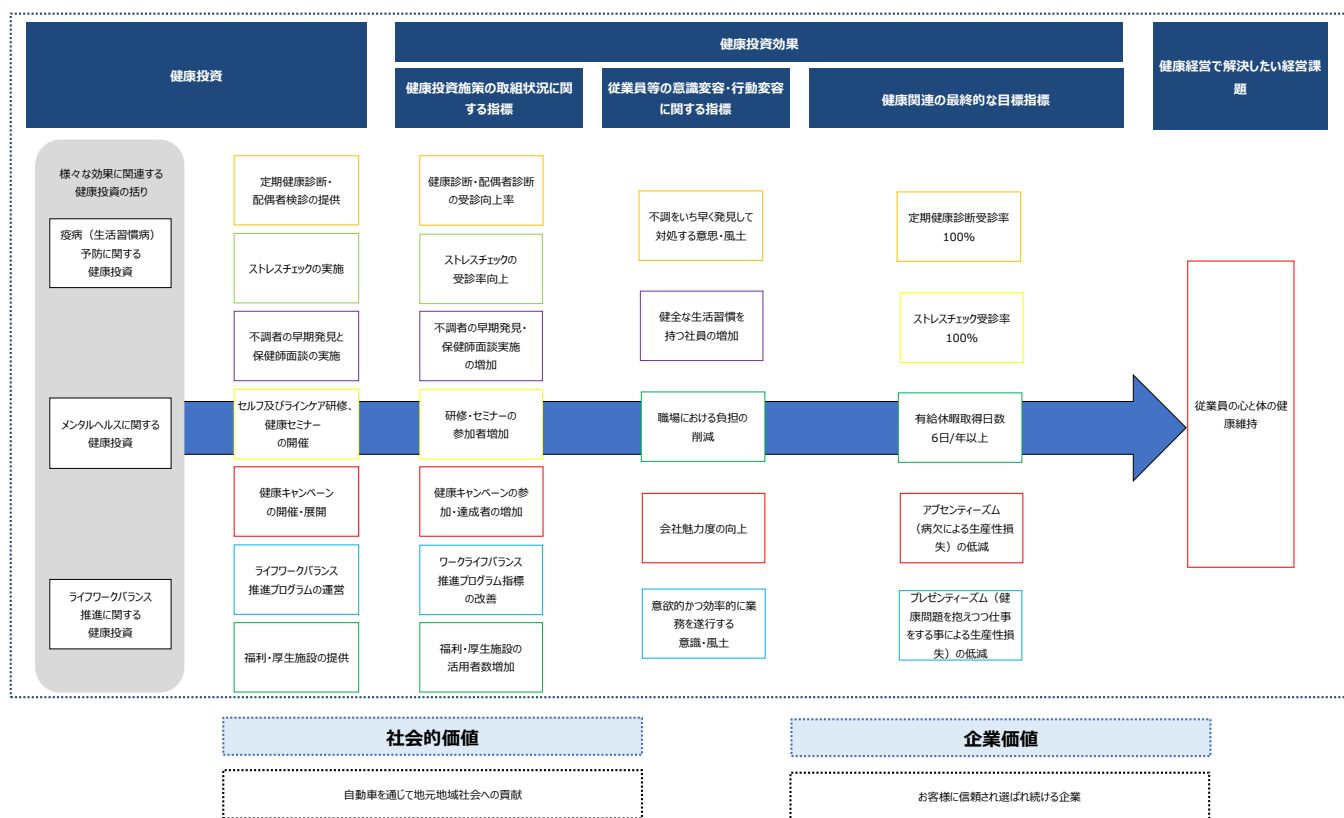 健康投資
健康投資効果
健康経営で解決したい経営課
題
健康投資施策の取組状況に関
する指標
従業員等の意識変容・行動変容
に関する指標
健康関連の最終的な目標指標
様々な効果に関連する
健康投資の括り
疫病（生活習慣病）
予防に関する
健康投資
メンタルヘルスに関する
健康投資
ライフワークバランス
推進に関する
健康投資
定期健康診断・
配偶者検診の提供
ストレスチェックの実施
不調者の早期発見と
保健師面談の実施
セルフ及びラインケア研修、
健康セミナー
の開催
健康キャンペーン
の開催・展開
ライフワークバランス
推進プログラムの運営
福利・厚生施設の提供
健康診断・配偶者診断
の受診向上率
ストレスチェックの
受診率向上
不調者の早期発見・
保健師面談実施
の増加
研修・セミナーの
参加者増加
健康キャンペーンの参
加・達成者の増加
ワークライフバランス
推進プログラム指標
の改善
福利・厚生施設の
活用者数増加
不調をいち早く発見して
対処する意思・風土
健全な生活習慣を
持つ社員の増加
職場における負担の
削減
会社魅力度の向上
意欲的かつ効率的に業
務を遂行する
意識・風土
定期健康診断受診率
100%
ストレスチェック受診率
100%
有給休暇取得日数
6日/年以上
アブセンティーズム
（病欠による生産性損
失）の低減
プレゼンティーズム（健
康問題を抱えつつ仕事
をする事による生産性損
失）の低減
従業員の心と体の健
康維持
社会的価値
企業価値
自動車を通じて地元地域社会への貢献
お客様に信頼され選ばれ続ける企業